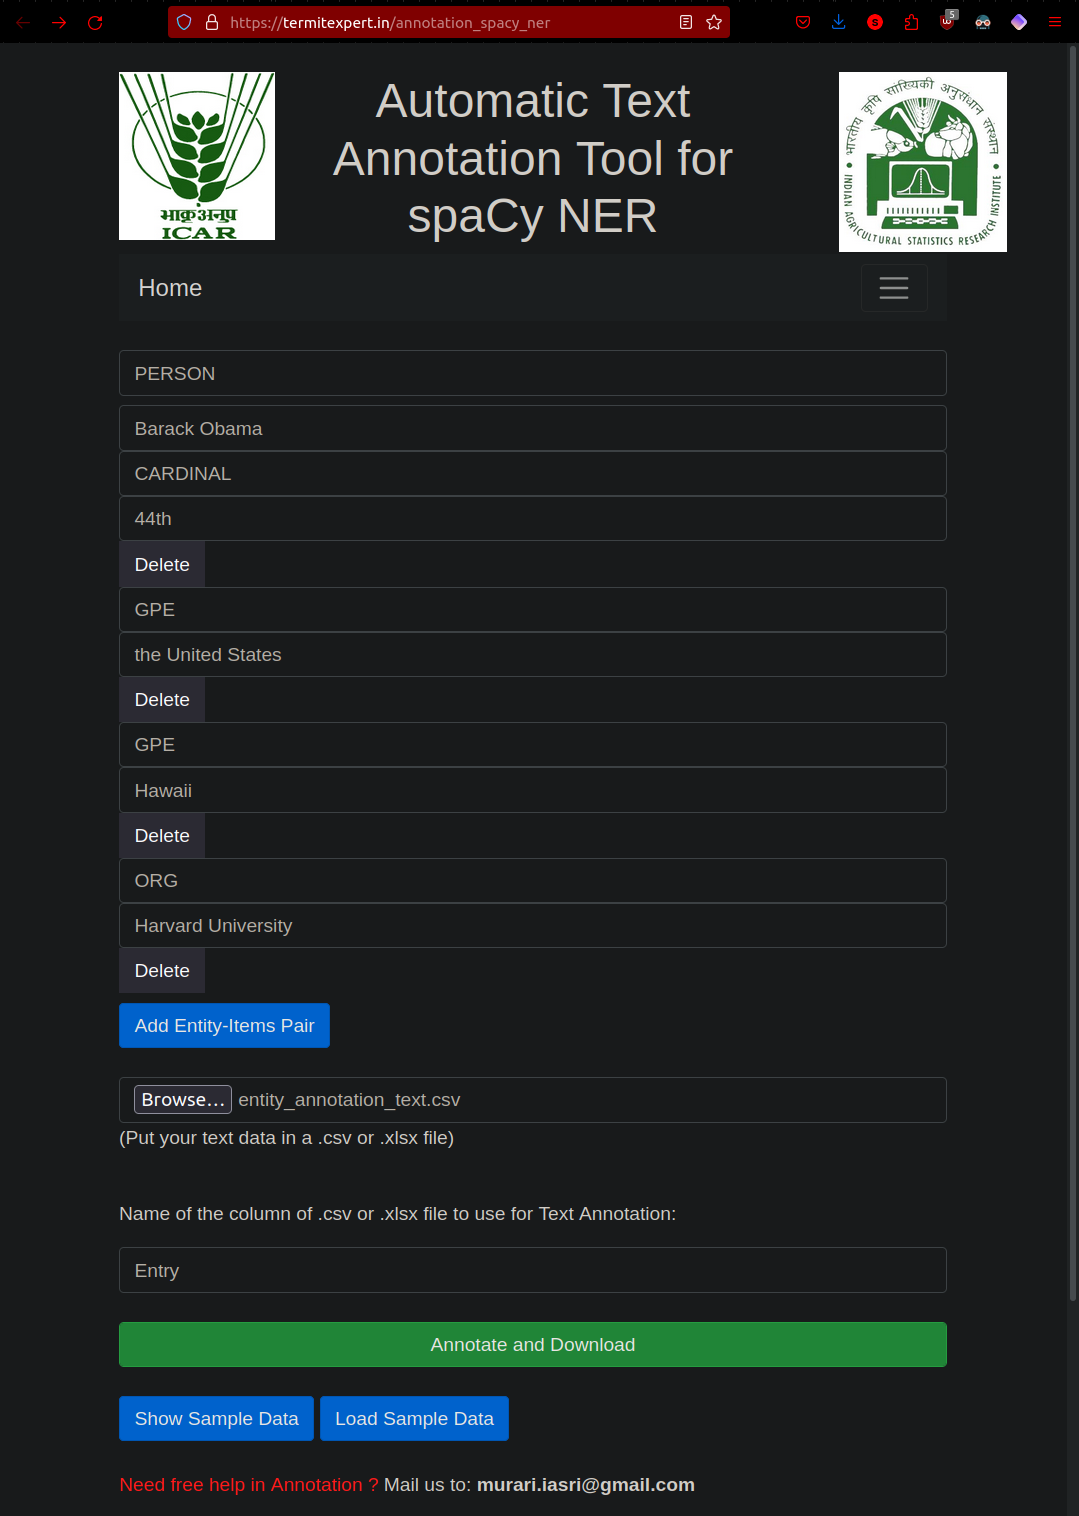 https://termitexpert.in/annotation_spacy_ner
5
भाकृअनुप
ICAR
Automatic Text
Annotation Tool for
spaCy NER
भारतीय कृषि सांख्यिकी अनुसंधान संस्थान
INDIAN AGRICULTURAL STATISTICS RESEARCH INSTITUTE
Home
PERSON
Barack Obama
CARDINAL
44th
Delete
GPE
the United States
Delete
GPE
Hawaii
Delete
ORG
Harvard University
Delete
Add Entity-Items Pair
Browse... entity_annotation_text.csv
(Put your text data in a .csv or .xlsx file)
Name of the column of .csv or .xlsx file to use for Text Annotation:
Entry
Annotate and Download
Show Sample Data Load Sample Data
Need free help in Annotation ? Mail us to: murari.iasri@gmail.com